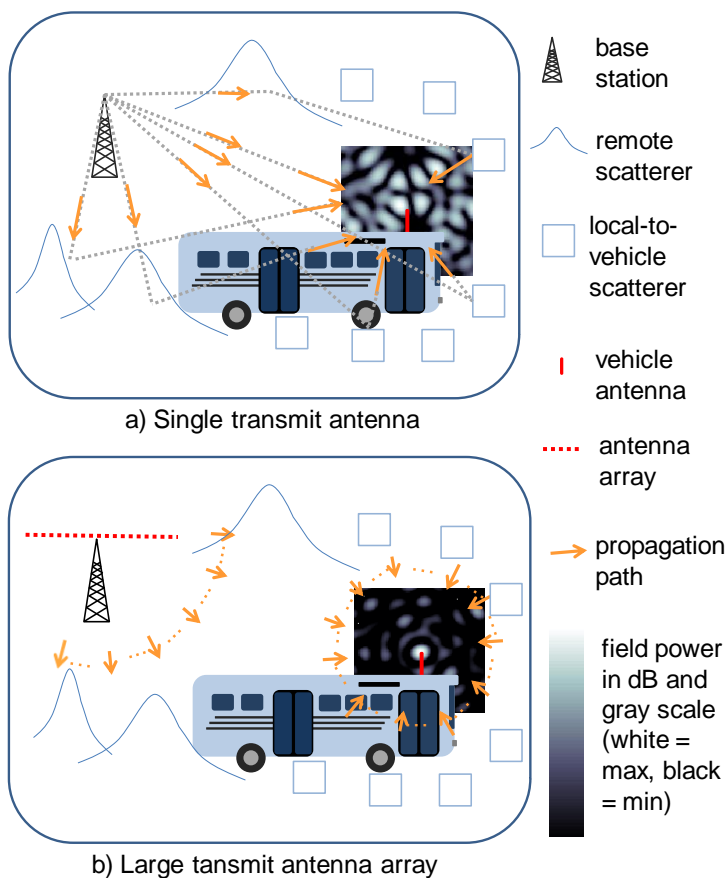 base
station
remote
scatterer
local-to-
vehicle
scatterer
vehicle
antenna
a) Single transmit antenna
antenna
array
propagation
path
field power
in dB and
gray scale
(white =
max, black
= min)
b) Large tansmit antenna array